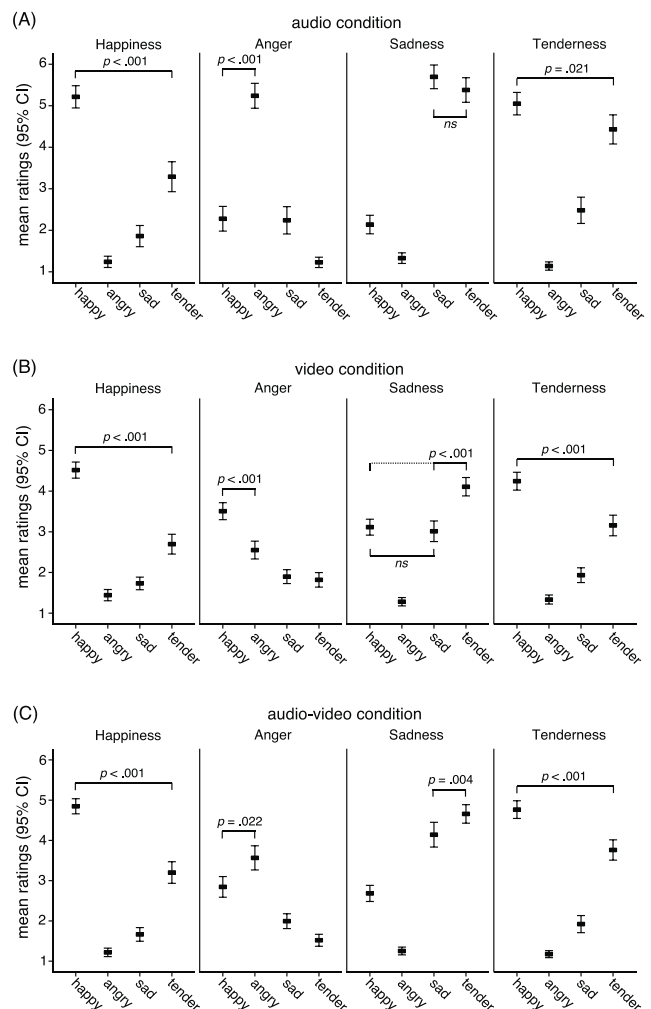 (A)
audio condition
Happiness Anger Sadness Tenderness
mean ratings (95% CI)
6
5
4
3
2
1
p < .001
p < .001
ns
p = .021
happy angry sad tender happy angry sad tender happy angry sad tender happy angry sad tender
(B)
video condition
Happiness Anger Sadness Tenderness
mean ratings (95% CI)
6
5
4
3
2
1
p < .001
p < .001
p < .001
ns
p < .001
happy angry sad tender happy angry sad tender happy angry sad tender happy angry sad tender
(C)
audio-video condition
Happiness Anger Sadness Tenderness
mean ratings (95% CI)
6
5
4
3
2
1
p < .001
p = .022
p = .004
p < .001
happy angry sad tender happy angry sad tender happy angry sad tender happy angry sad tender